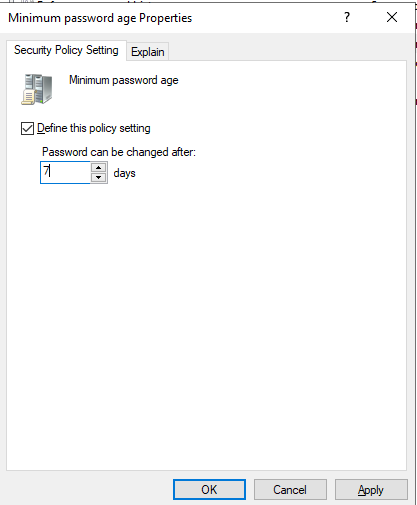 Minimum password age Properties
?
Security Policy Setting
Explain
Minimum password age
Define this policy setting
Password can be changed after:
7 days
OK
Cancel
Apply